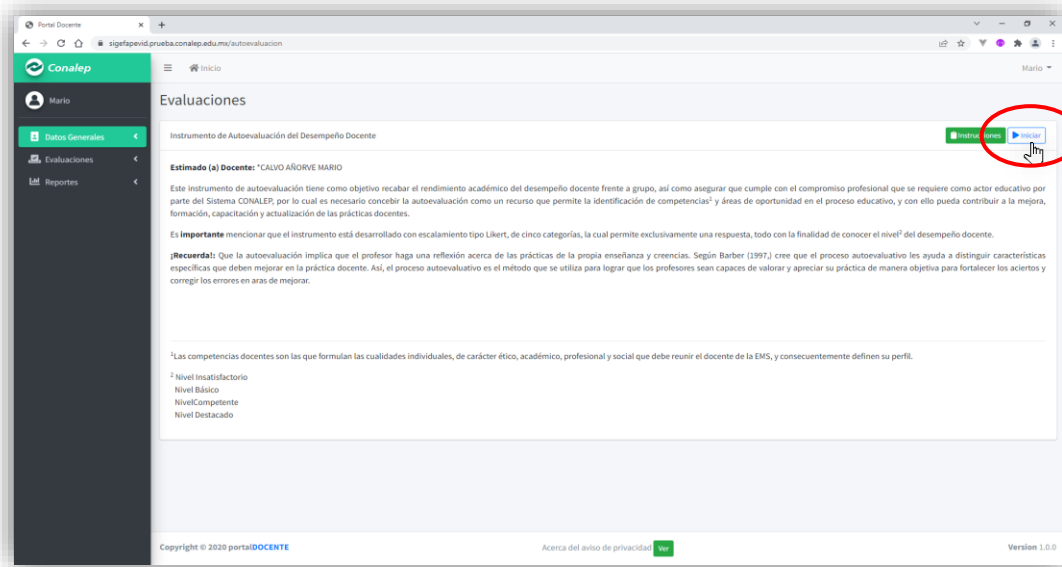 Portal Docente
sigefapevid.prueba.conalep.edu.mx/autoevaluacion
Conalep
Inicio
Mario
Mario
Evaluaciones
Datos Generales
Evaluaciones
Reportes
Instrumento de Autoevaluación del Desempeño Docente
Instrucciones
Iniciar
Estimado (a) Docente: *CALVO AÑORVE MARIO
Este instrumento de autoevaluación tiene como objetivo recabar el rendimiento académico del desempeño docente frente a grupo, así como asegurar que cumple con el compromiso profesional que se requiere como actor educativo por
parte del Sistema CONALEP, por lo cual es necesario concebir la autoevaluación como un recurso que permite la identificación de competencias¹ y áreas de oportunidad en el proceso educativo, y con ello pueda contribuir a la mejora,
formación, capacitación y actualización de las prácticas docentes.
Es importante mencionar que el instrumento está desarrollado con escalamiento tipo Likert, de cinco categorías, la cual permite exclusivamente una respuesta, todo con la finalidad de conocer el nivel² del desempeño docente.
¡Recuerda!: Que la autoevaluación implica que el profesor haga una reflexión acerca de las prácticas de la propia enseñanza y creencias. Según Barber (1997,) cree que el proceso autoevaluativo les ayuda a distinguir características
específicas que deben mejorar en la práctica docente. Así, el proceso autoevaluativo es el método que se utiliza para lograr que los profesores sean capaces de valorar y apreciar su práctica de manera objetiva para fortalecer los aciertos y
corregir los errores en aras de mejorar.
¹Las competencias docentes son las que formulan las cualidades individuales, de carácter ético, académico, profesional y social que debe reunir el docente de la EMS, y consecuentemente definen su perfil.
² Nivel Insatisfactorio
Nivel Básico
NivelCompetente
Nivel Destacado
Copyright © 2020 portalDOCENTE
Acerca del aviso de privacidad Ver
Version 1.0.0